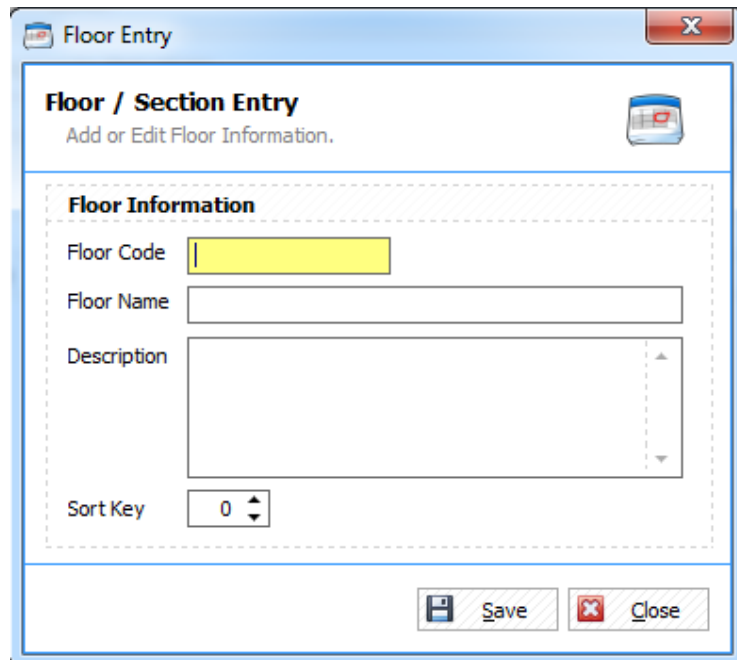 Floor Entry
Floor / Section Entry
Add or Edit Floor Information.
Floor Information
Floor Code
Floor Name
Description
Sort Key 0
Save Close